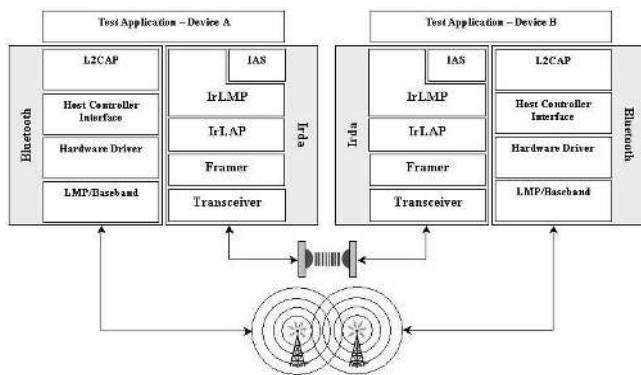 Test Application – Device A
Bluetooth
L2CAP
Host Controller
Interface
Hardware Driver
LMP/Baseband
IAS
IrLMP
IrLAP
Framer
Transceiver
Irda
Test Application – Device B
Irda
IAS
IrLMP
IrLAP
Framer
Transceiver
L2CAP
Host Controller
Interface
Hardware Driver
LMP/Baseband
Bluetooth